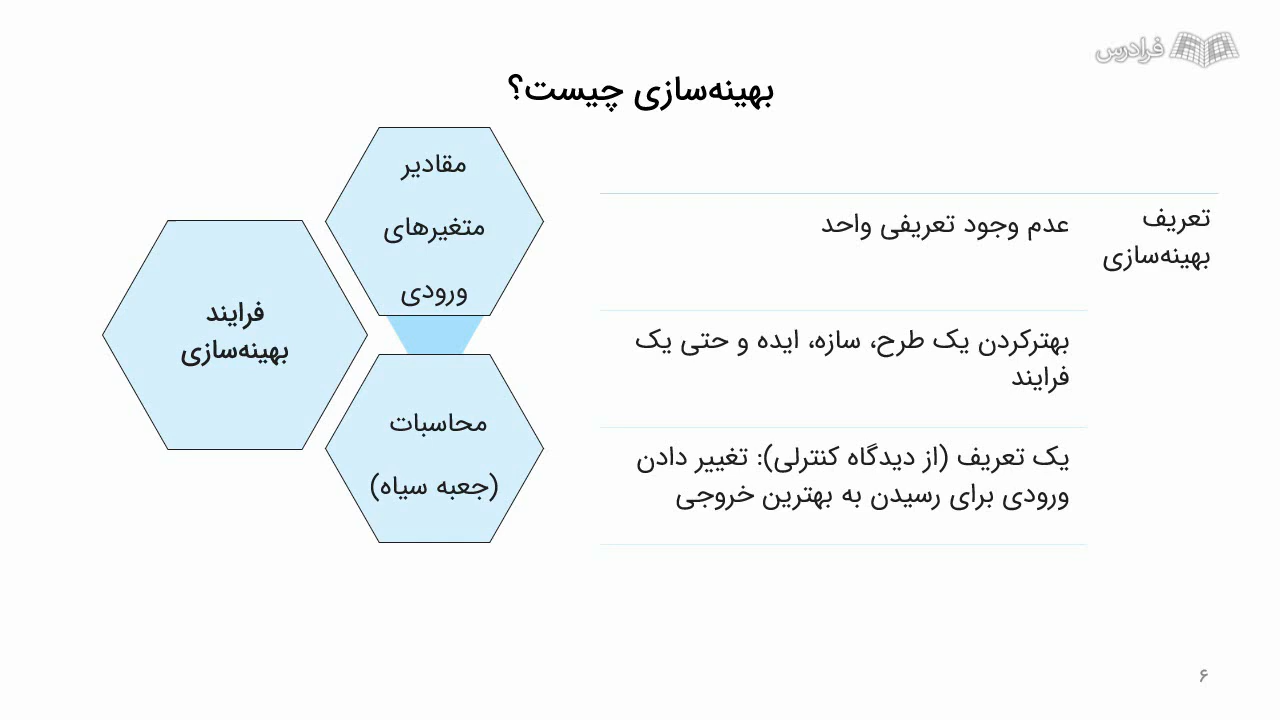 فرادرس
بهینه‌سازی چیست؟
تعریف
بهینه‌سازی
عدم وجود تعریفی واحد
بهترکردن یک طرح، سازه، ایده و حتی یک
فرایند
یک تعریف (از دیدگاه کنترلی): تغییر دادن
ورودی برای رسیدن به بهترین خروجی
مقادیر
متغیرهای
ورودی
محاسبات
(جعبه سیاه)
فرایند
بهینه‌سازی
۶